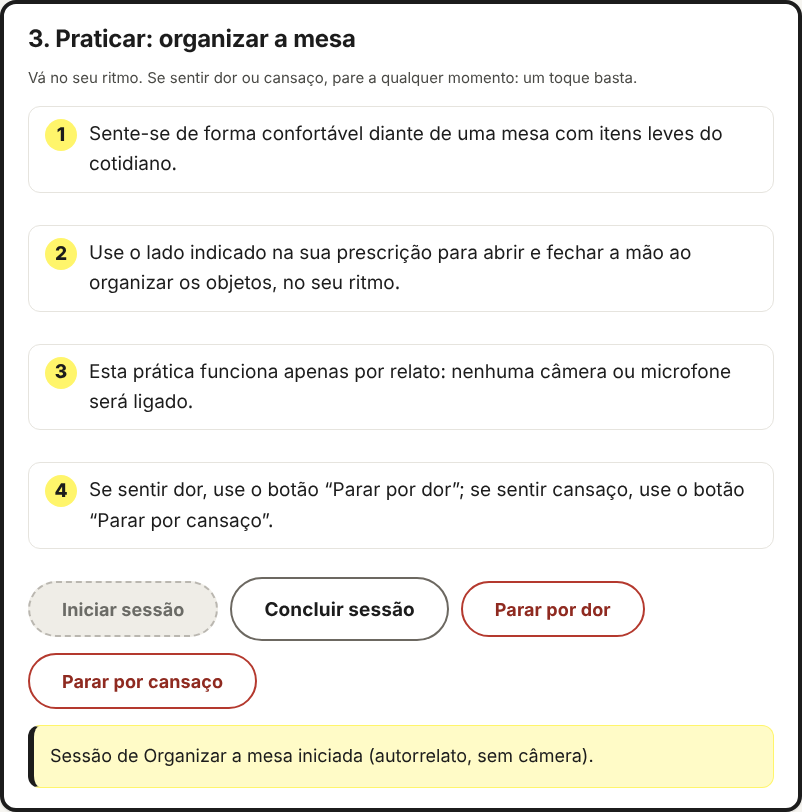 3. Praticar: organizar a mesa
Vá no seu ritmo. Se sentir dor ou cansaço, pare a qualquer momento: um toque basta.
1 Sente-se de forma confortável diante de uma mesa com itens leves do
cotidiano.
2 Use o lado indicado na sua prescrição para abrir e fechar a mão ao
organizar os objetos, no seu ritmo.
3 Esta prática funciona apenas por relato: nenhuma câmera ou microfone
será ligado.
4 Se sentir dor, use o botão “Parar por dor”; se sentir cansaço, use o botão
“Parar por cansaço”.
Iniciar sessão Concluir sessão Parar por dor
Parar por cansaço
Sessão de Organizar a mesa iniciada (autorrelato, sem câmera).